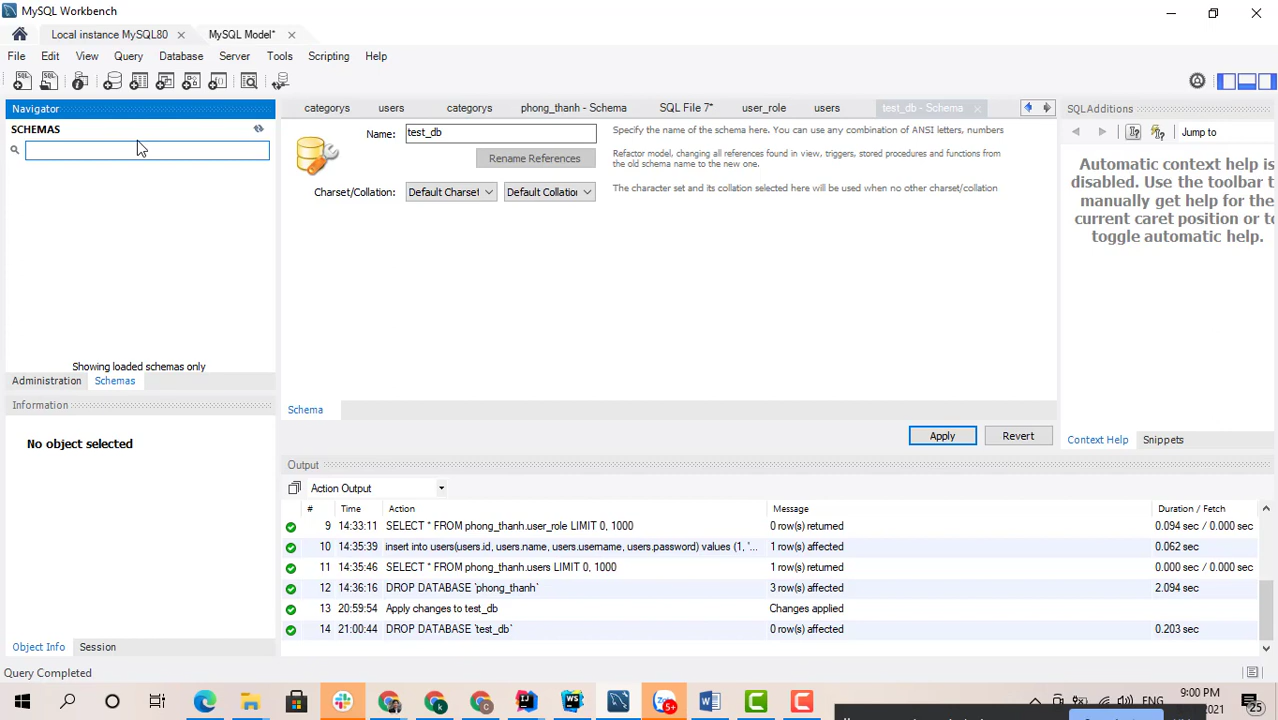 MySQL Workbench
Local instance MySQL80 × MySQL Model* ×
File Edit View Query Database Server Tools Scripting Help
Navigator
SCHEMAS
Showing loaded schemas only
Administration Schemas
Information
No object selected
Object Info Session
categorys users categorys phong_thanh - Schema SQL File 7* user_role users test_db - Schema
Name: test_db
Specify the name of the schema here. You can use any combination of ANSI letters, numbers
Rename References
Refactor model, changing all references found in view, triggers, stored procedures and functions from
the old schema name to the new one.
Charset/Collation: Default Charset Default Collation
The character set and its collation selected here will be used when no other charset/collation
Schema
Apply Revert
SQLAdditions
Jump to
Automatic context help is
disabled. Use the toolbar t
manually get help for the
current caret position or to
toggle automatic help.
Context Help Snippets
Output
Action Output
# Time Action Message Duration / Fetch
9 14:33:11 SELECT * FROM phong_thanh.user_role LIMIT 0, 1000 0 row(s) returned 0.094 sec / 0.000 sec
10 14:35:39 insert into users(users.id, users.name, users.username, users.password) values (1, '... 1 row(s) affected 0.062 sec
11 14:35:46 SELECT * FROM phong_thanh.users LIMIT 0, 1000 1 row(s) returned 0.000 sec / 0.000 sec
12 14:36:16 DROP DATABASE `phong_thanh` 3 row(s) affected 2.094 sec
13 20:59:54 Apply changes to test_db Changes applied
14 21:00:44 DROP DATABASE `test_db` 0 row(s) affected 0.203 sec
Query Completed
5+
ENG
9:00 PM
2021
25